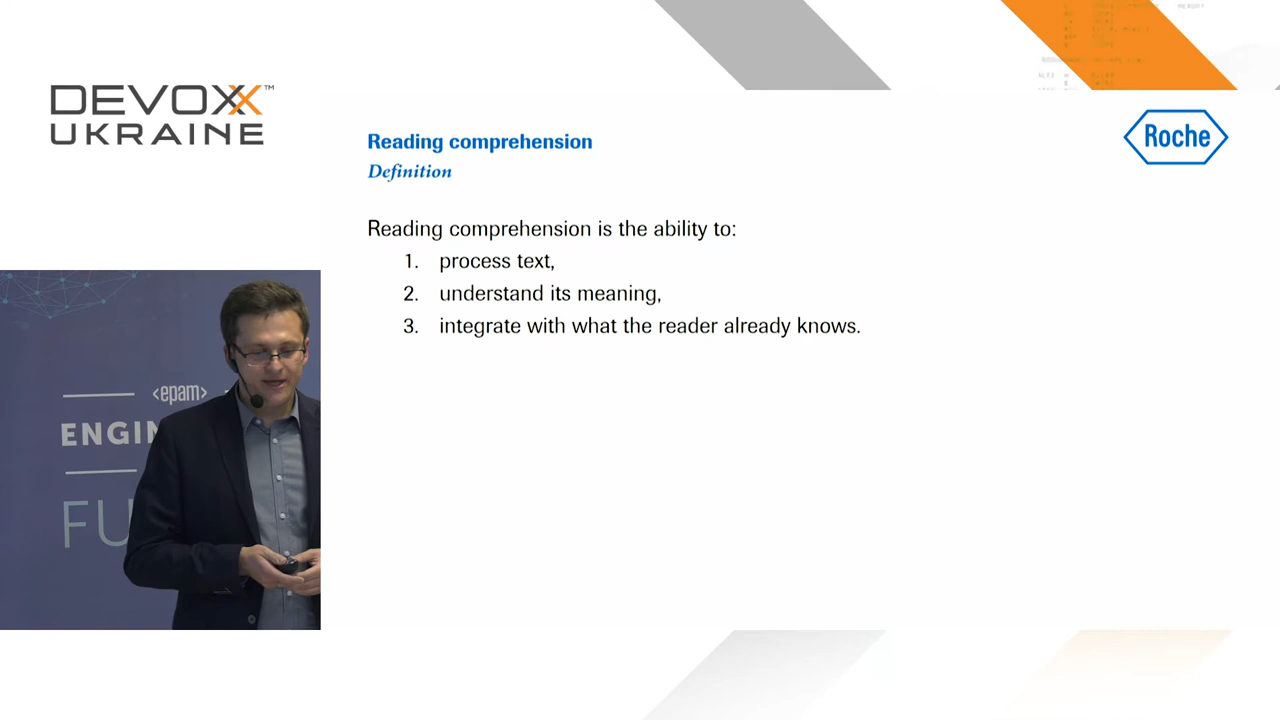 DEVOXX™
UKRAINE
Roche
Reading comprehension
Definition
Reading comprehension is the ability to:
1. process text,
2. understand its meaning,
3. integrate with what the reader already knows.
<epam>
ENGIN
FU